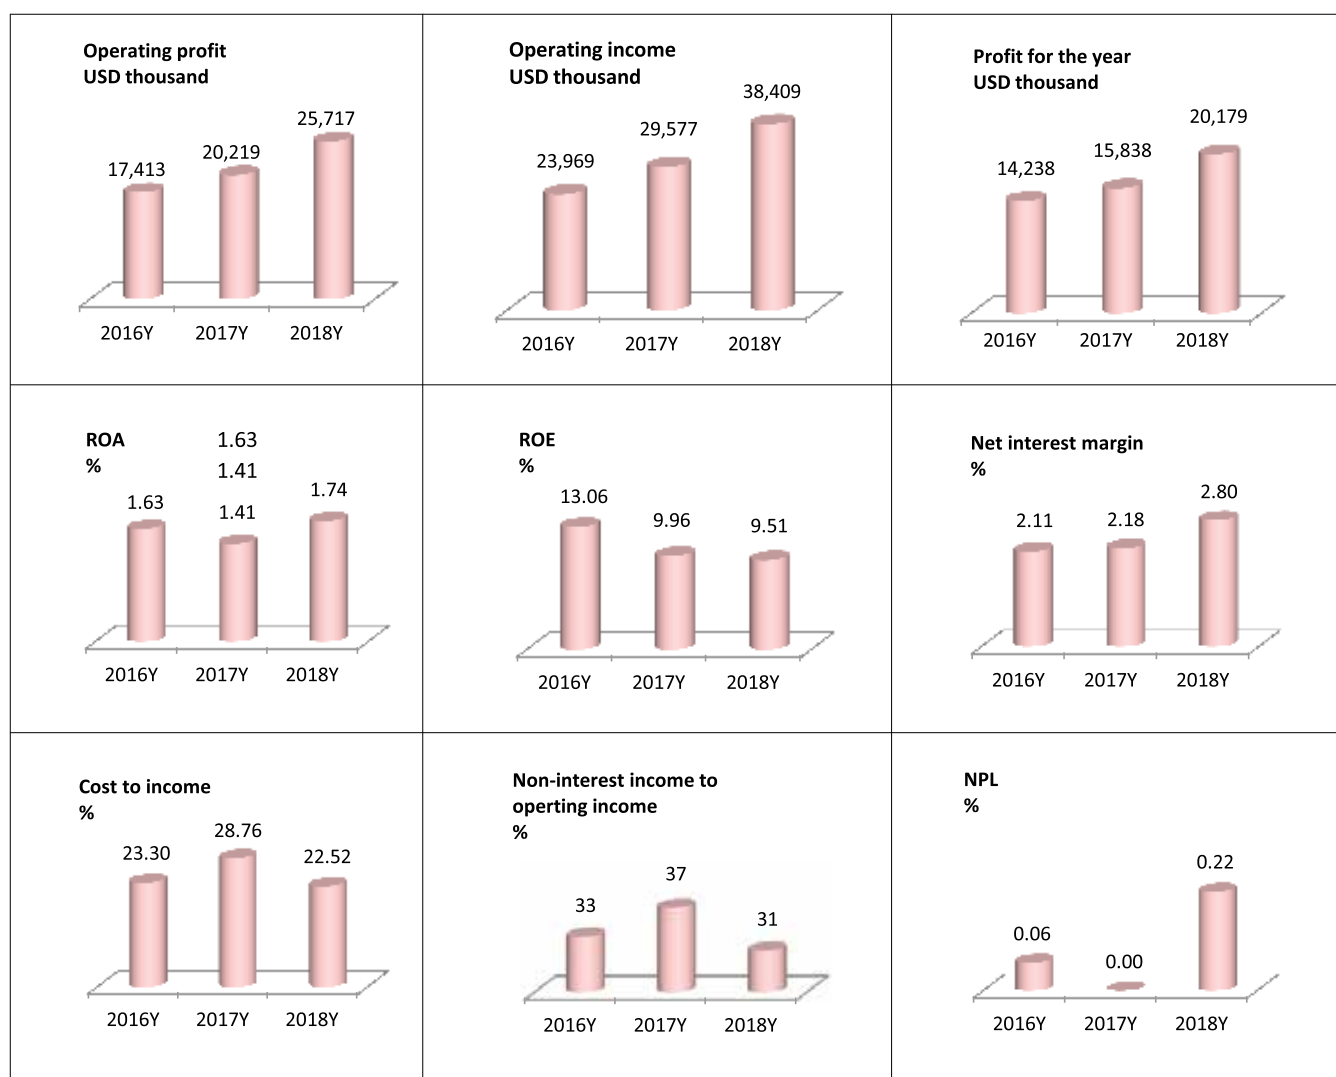 Operating profit
USD thousand
25,717
20,219
17,413
2016Y 2017Y 2018Y
Operating income
USD thousand
38,409
29,577
23,969
2016Y 2017Y 2018Y
Profit for the year
USD thousand
20,179
15,838
14,238
2016Y 2017Y 2018Y
ROA
%
1.63
1.41
1.63 1.41 1.74
2016Y 2017Y 2018Y
ROE
%
13.06
9.96 9.51
2016Y 2017Y 2018Y
Net interest margin
%
2.80
2.11 2.18
2016Y 2017Y 2018Y
Cost to income
%
28.76
23.30 22.52
2016Y 2017Y 2018Y
Non-interest income to
operting income
%
37
33 31
2016Y 2017Y 2018Y
NPL
%
0.22
0.06
0.00
2016Y 2017Y 2018Y